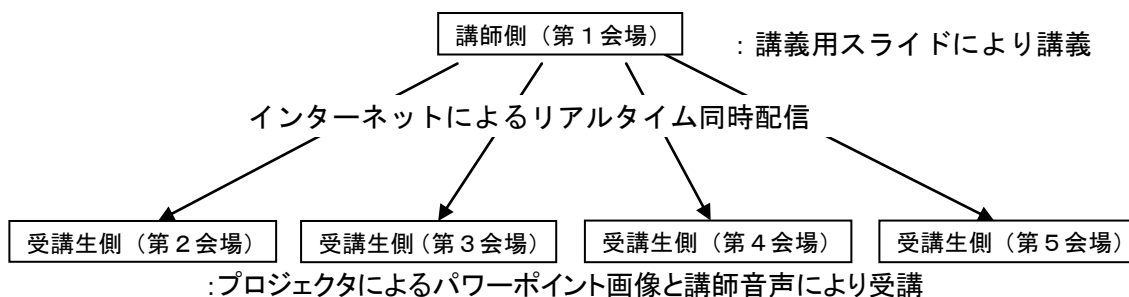 講師側（第１会場）
：講義用スライドにより講義
インターネットによるリアルタイム同時配信
受講生側（第２会場）
受講生側（第３会場）
受講生側（第４会場）
受講生側（第５会場）
：プロジェクタによるパワーポイント画像と講師音声により受講